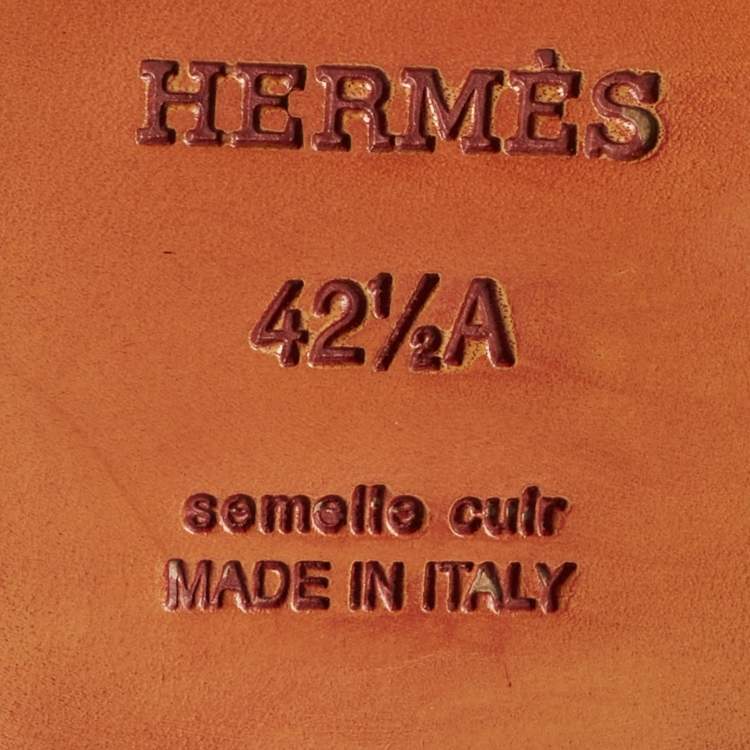 HERMÈS
42½A
semelle cuir
MADE IN ITALY